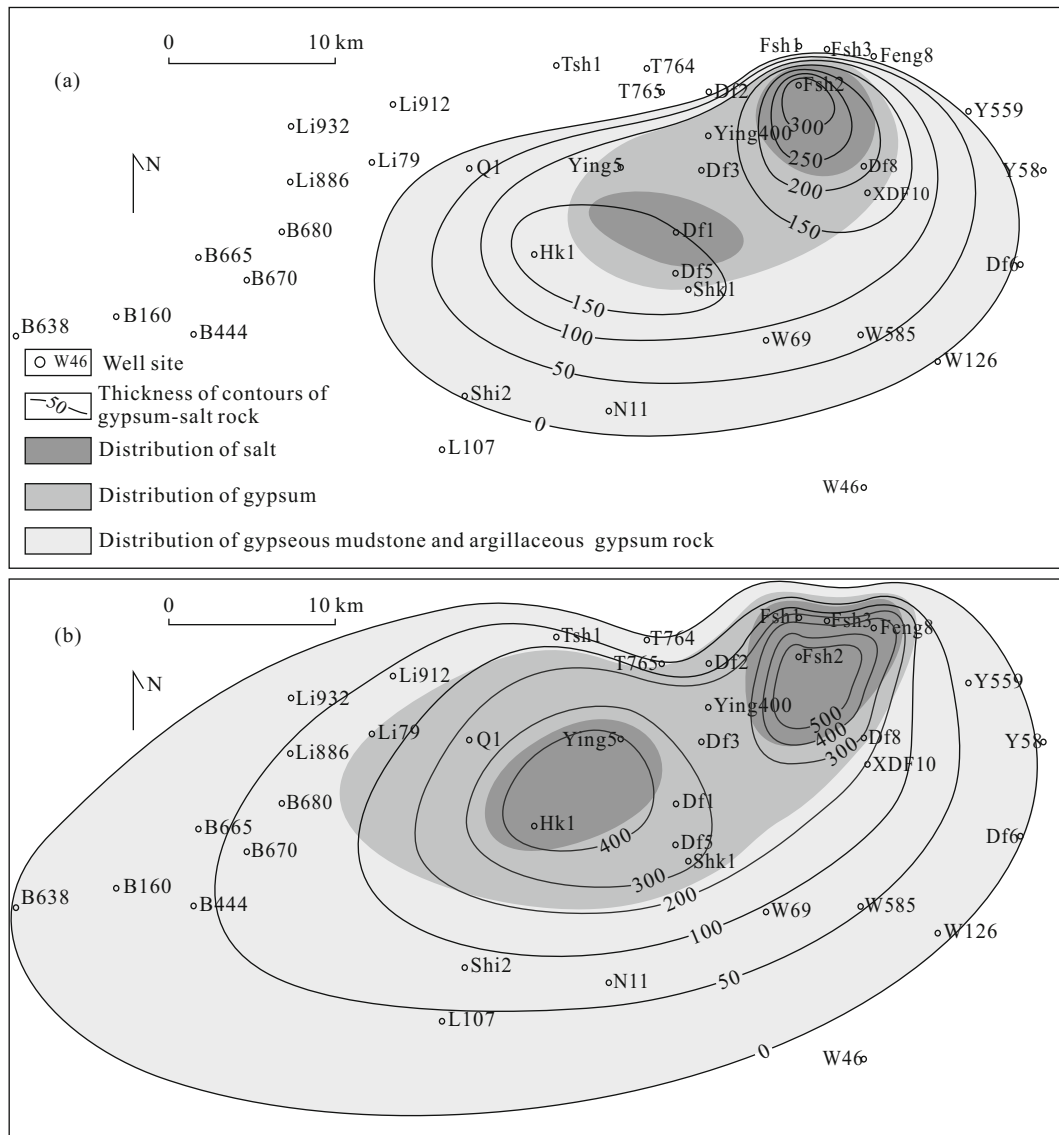 0 10 km
(a)
N
Fsh1
Fsh3
Feng8
Tsh1
T764
T765
Df2
Fsh2
Li912
Y559
Li932
300
Ying400
Li79
Q1
Ying5
Df3
250
Df8
Y58
Li886
200
XDF10
150
B680
Df1
Hk1
B665
Df5
Df6
B670
Shk1
150
B160
100
B638
B444
W69
W585
50
W126
Shi2
N11
0
L107
W46
W46 Well site
50 Thickness of contours of
gypsum-salt rock
Distribution of salt
Distribution of gypsum
Distribution of gypseous mudstone and argillaceous gypsum rock
0 10 km
(b)
N
Fsh1
Fsh3
Feng8
Tsh1
T764
T765
Df2
Fsh2
Li912
Y559
Li932
Ying400
500
Li79
Q1
Ying5
Df3
400
Df8
Y58
Li886
300
XDF10
B680
Df1
B665
Hk1
400
Df5
Df6
B670
Shk1
300
B638
B160
200
B444
W69
W585
100
W126
Shi2
N11
50
L107
0
W46